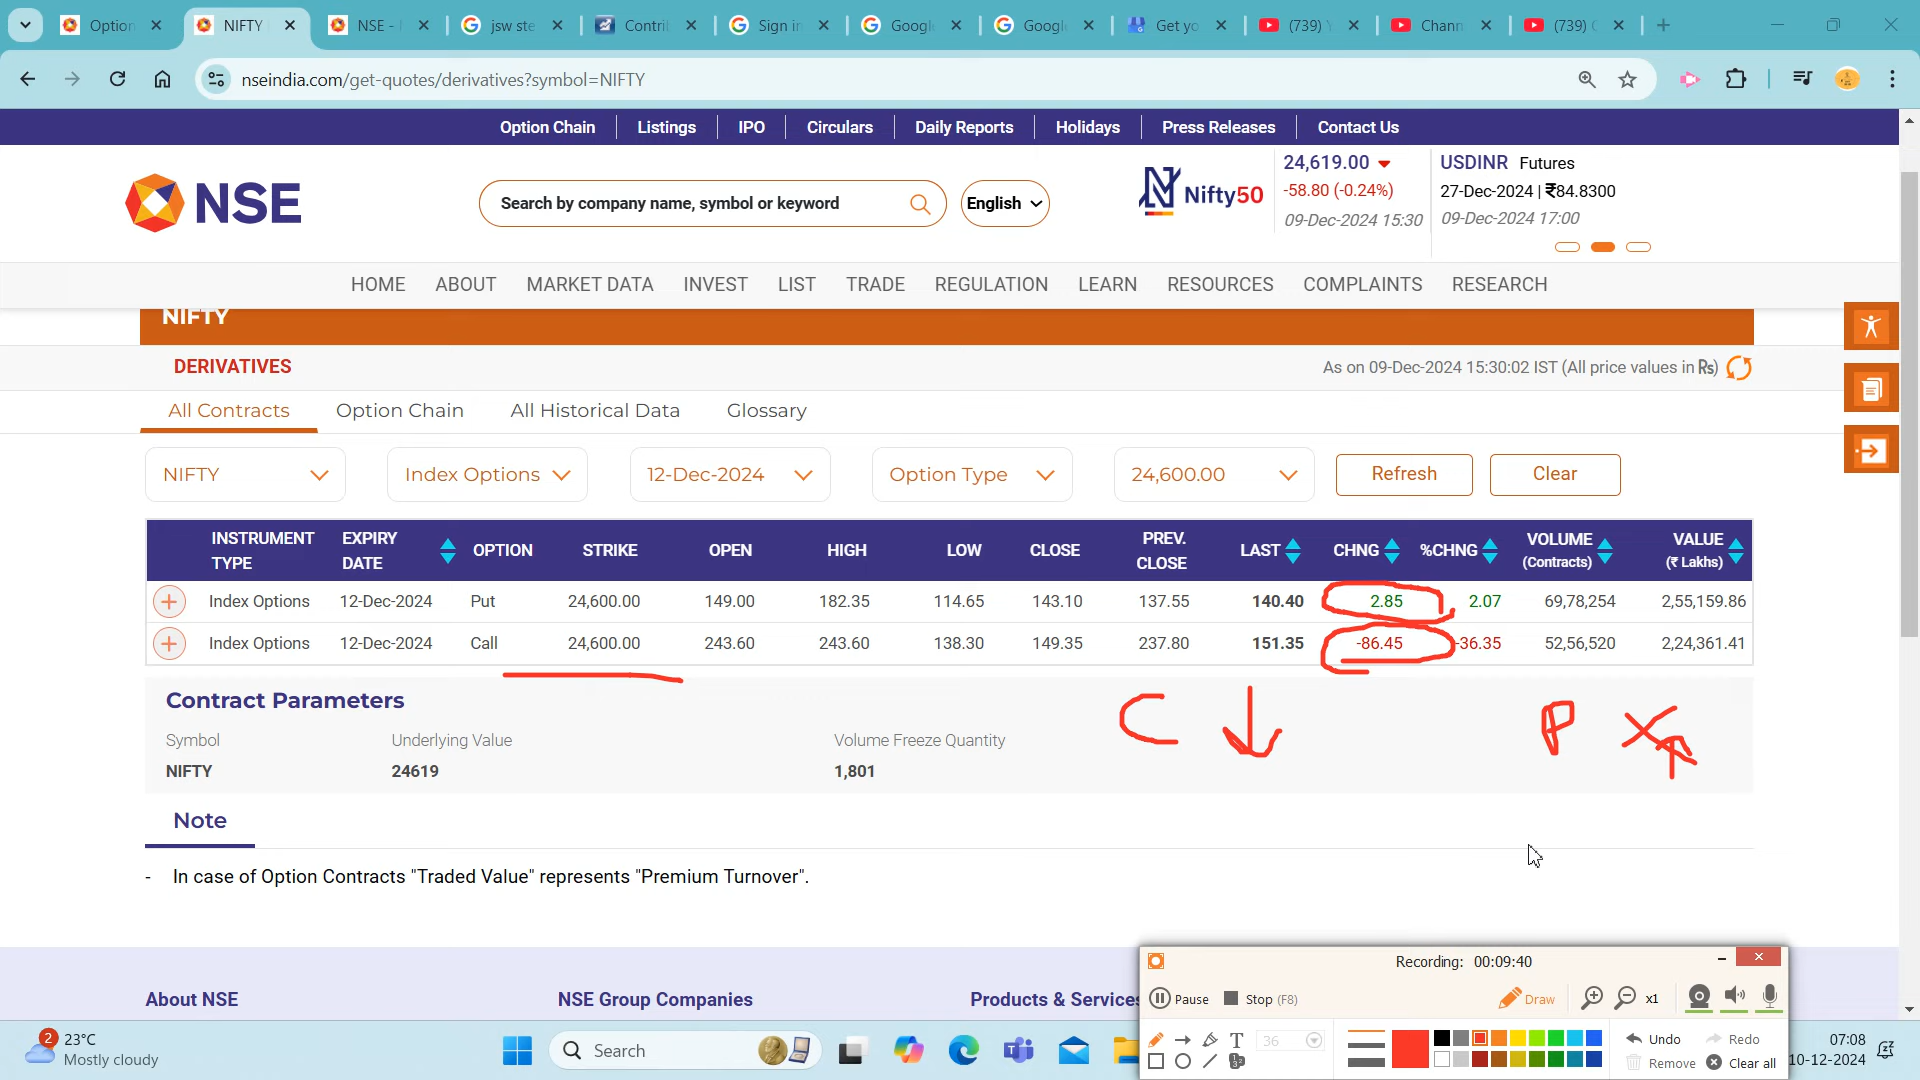 Option
NIFTY
NSE -
jsw ste
Contri
Sign in
Google
Google
Get yo
(739) Y
Chann
(739)
nseindia.com/get-quotes/derivatives?symbol=NIFTY
Option Chain Listings IPO Circulars Daily Reports Holidays Press Releases Contact Us
NSE
Search by company name, symbol or keyword
English
Nifty50
24,619.00
-58.80 (-0.24%)
09-Dec-2024 15:30
USDINR Futures
27-Dec-2024 | ₹84.8300
09-Dec-2024 17:00
HOME ABOUT MARKET DATA INVEST LIST TRADE REGULATION LEARN RESOURCES COMPLAINTS RESEARCH
NIFTY
DERIVATIVES
As on 09-Dec-2024 15:30:02 IST (All price values in Rs)
All Contracts Option Chain All Historical Data Glossary
NIFTY Index Options 12-Dec-2024 Option Type 24,600.00 Refresh Clear
INSTRUMENT TYPE EXPIRY DATE OPTION STRIKE OPEN HIGH LOW CLOSE PREV. CLOSE LAST CHNG %CHNG VOLUME (Contracts) VALUE (₹ Lakhs)
Index Options 12-Dec-2024 Put 24,600.00 149.00 182.35 114.65 143.10 137.55 140.40 2.85 2.07 69,78,254 2,55,159.86
Index Options 12-Dec-2024 Call 24,600.00 243.60 243.60 138.30 149.35 237.80 151.35 -86.45 -36.35 52,56,520 2,24,361.41
Contract Parameters
C P X
Symbol Underlying Value Volume Freeze Quantity
NIFTY 24619 1,801
Note
- In case of Option Contracts "Traded Value" represents "Premium Turnover".
About NSE NSE Group Companies Products & Services
Recording: 00:09:40
Pause Stop (F8) Draw x1
T 36 Undo Redo
Remove Clear all
2
23°C
Mostly cloudy
Search
07:08
10-12-2024